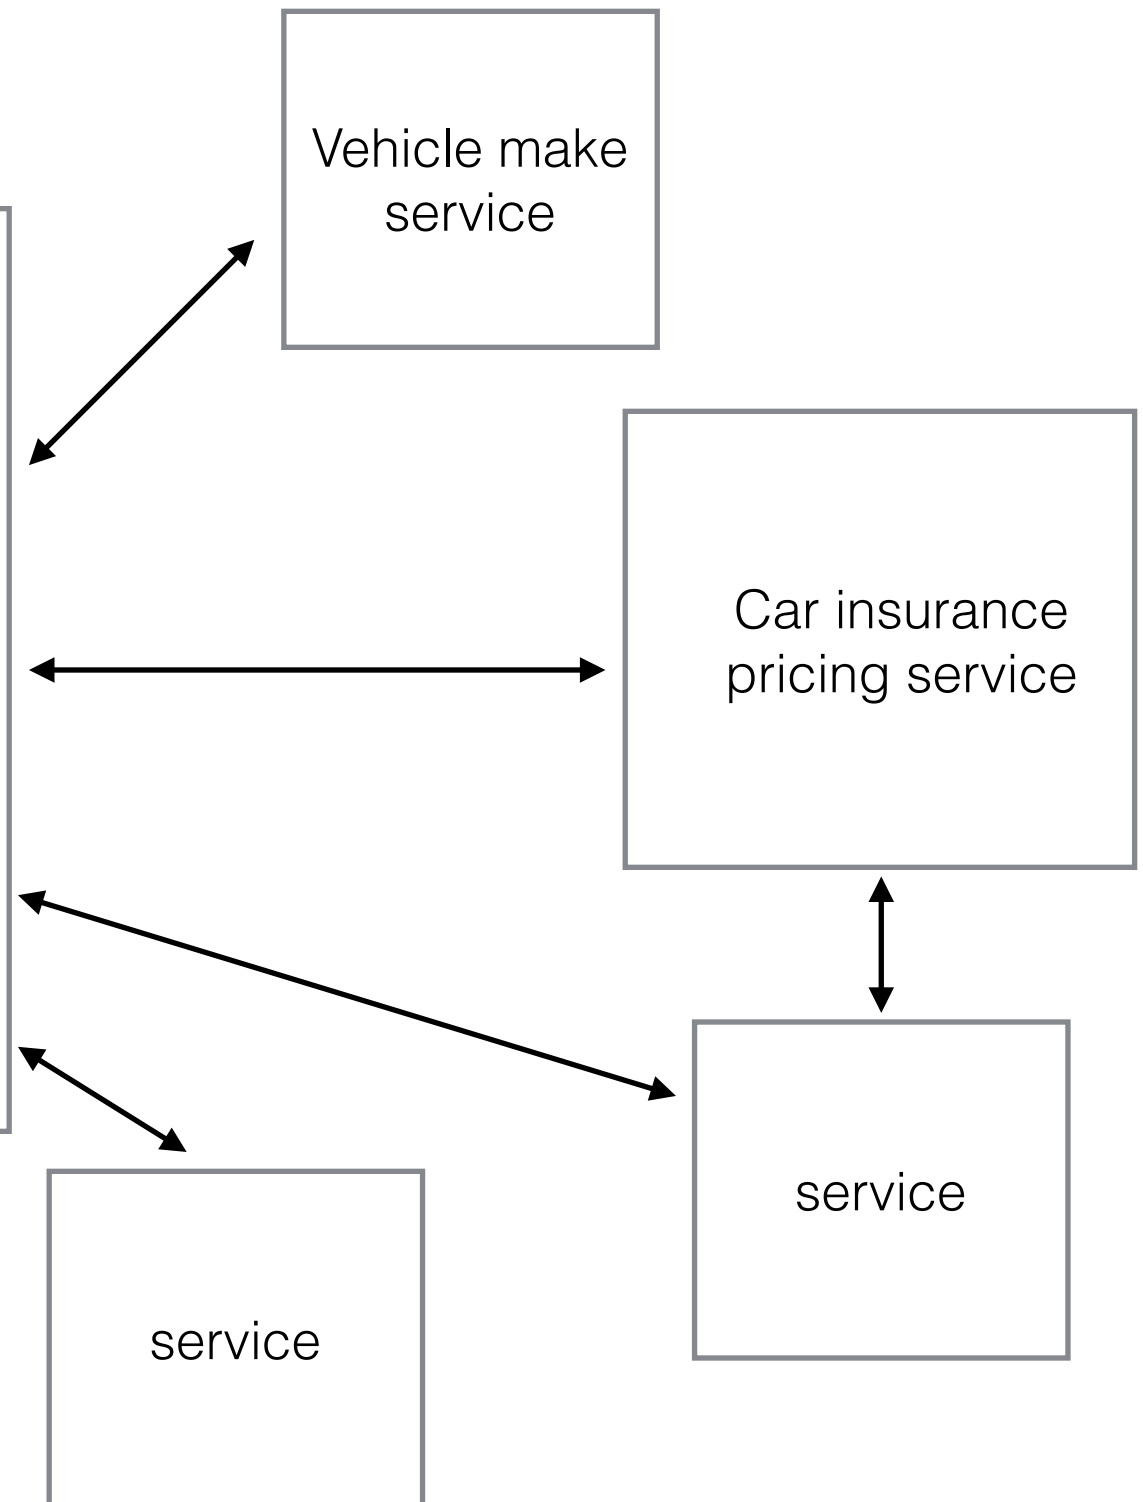 Vehicle make
service
Car insurance
pricing service
service
service